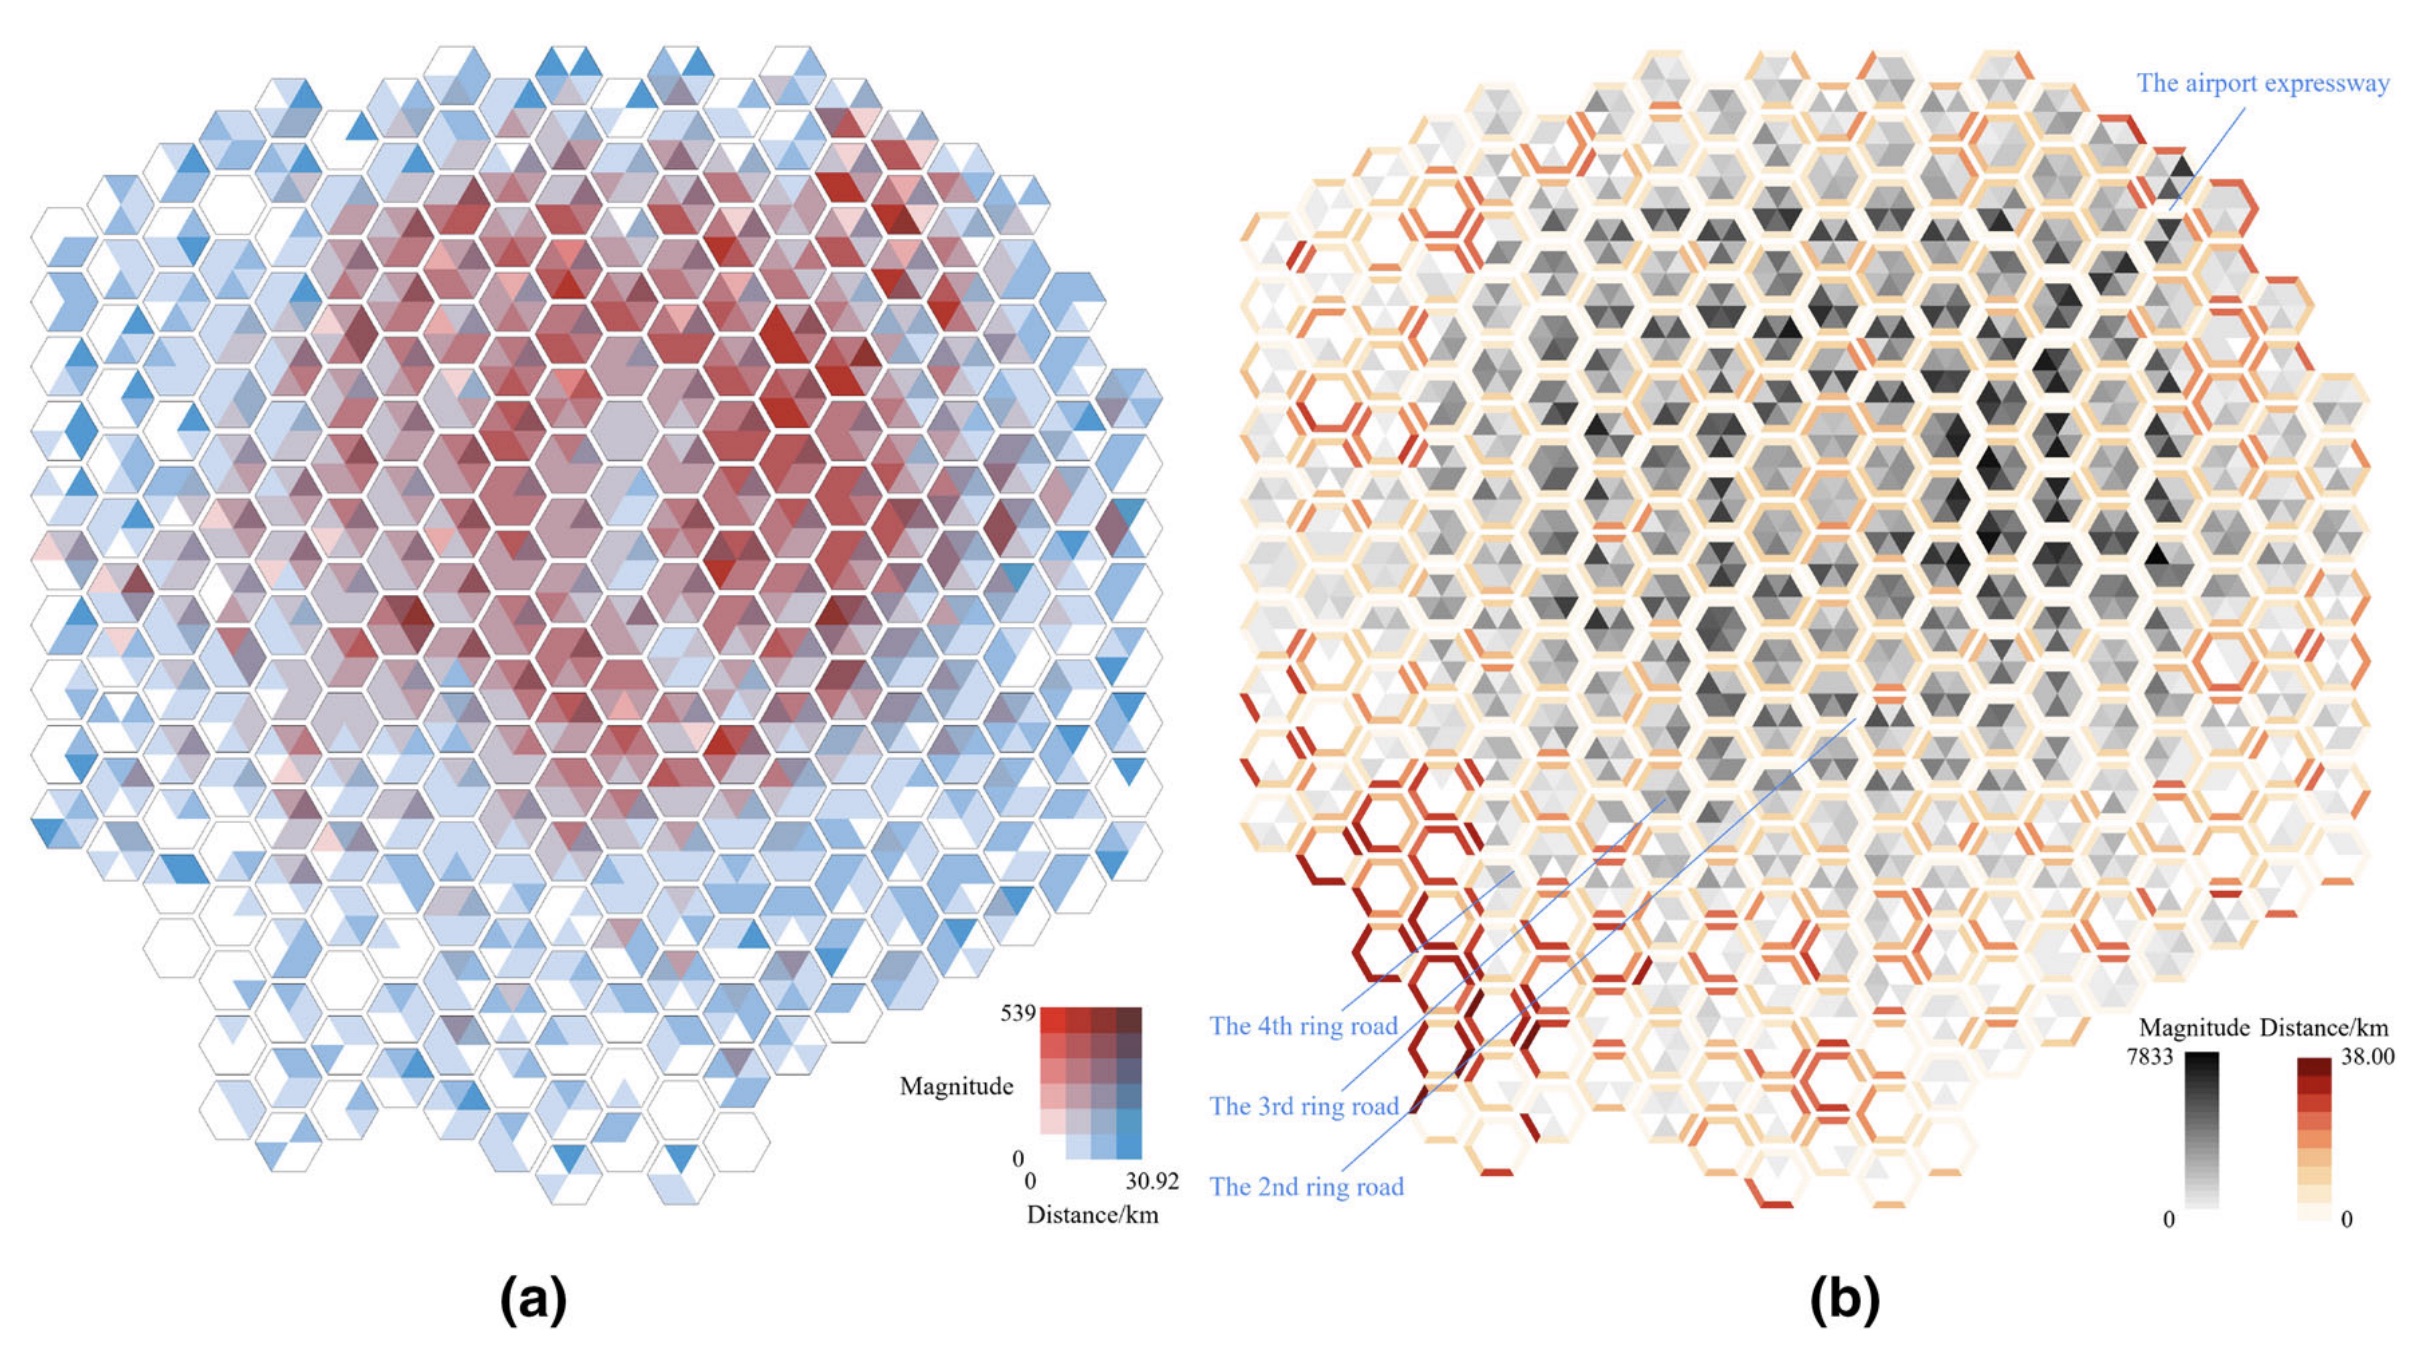 The airport expressway
539
Magnitude
0
0
30.92
Distance/km
The 4th ring road
The 3rd ring road
The 2nd ring road
Magnitude Distance/km
7833
38.00
0
0
(a)
(b)